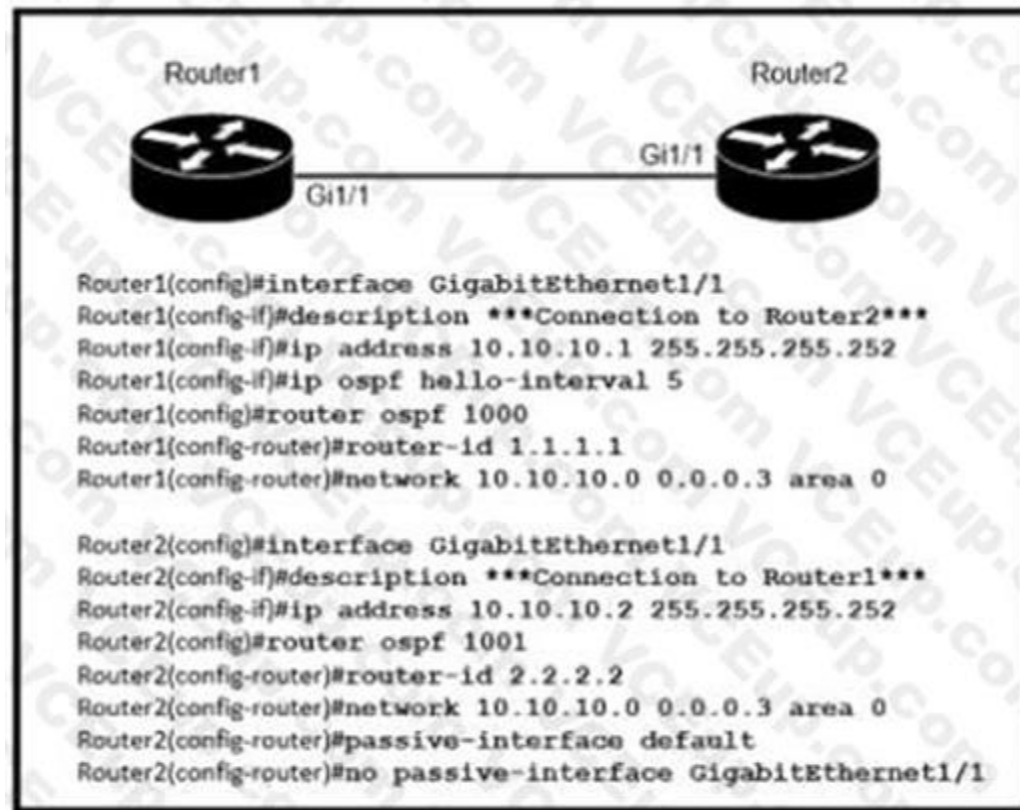 Router1
Router2
Gi1/1
Gi1/1
Router1(config)#interface GigabitEthernet1/1
Router1(config-if)#description ***Connection to Router2***
Router1(config-if)#ip address 10.10.10.1 255.255.255.252
Router1(config-if)#ip ospf hello-interval 5
Router1(config)#router ospf 1000
Router1(config-router)#router-id 1.1.1.1
Router1(config-router)#network 10.10.10.0 0.0.0.3 area 0
Router2(config)#interface GigabitEthernet1/1
Router2(config-if)#description ***Connection to Router1***
Router2(config-if)#ip address 10.10.10.2 255.255.255.252
Router2(config)#router ospf 1001
Router2(config-router)#router-id 2.2.2.2
Router2(config-router)#network 10.10.10.0 0.0.0.3 area 0
Router2(config-router)#passive-interface default
Router2(config-router)#no passive-interface GigabitEthernet1/1
VCEup.com